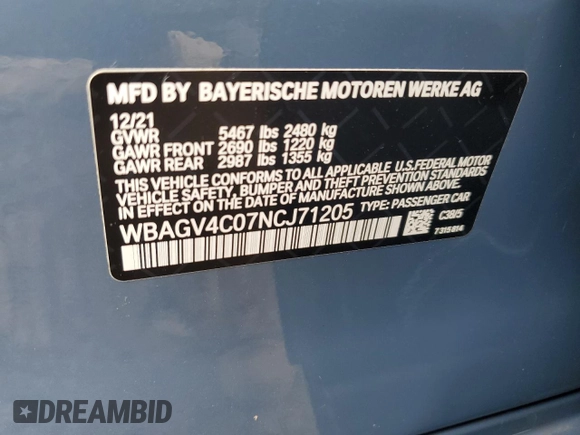 MFD BY BAYERISCHE MOTOREN WERKE AG
12/21
GVWR 5467 lbs 2480 kg
GAWR FRONT 2690 lbs 1220 kg
GAWR REAR 2987 lbs 1355 kg
THIS VEHICLE CONFORMS TO ALL APPLICABLE U.S.FEDERAL MOTOR
VEHICLE SAFETY, BUMPER AND THEFT PREVENTION STANDARDS
IN EFFECT ON THE DATE OF MANUFACTURE SHOWN ABOVE.
WBAGV4C07NCJ71205 TYPE: PASSENGER CAR
C38/5
7315814
DREAMBID